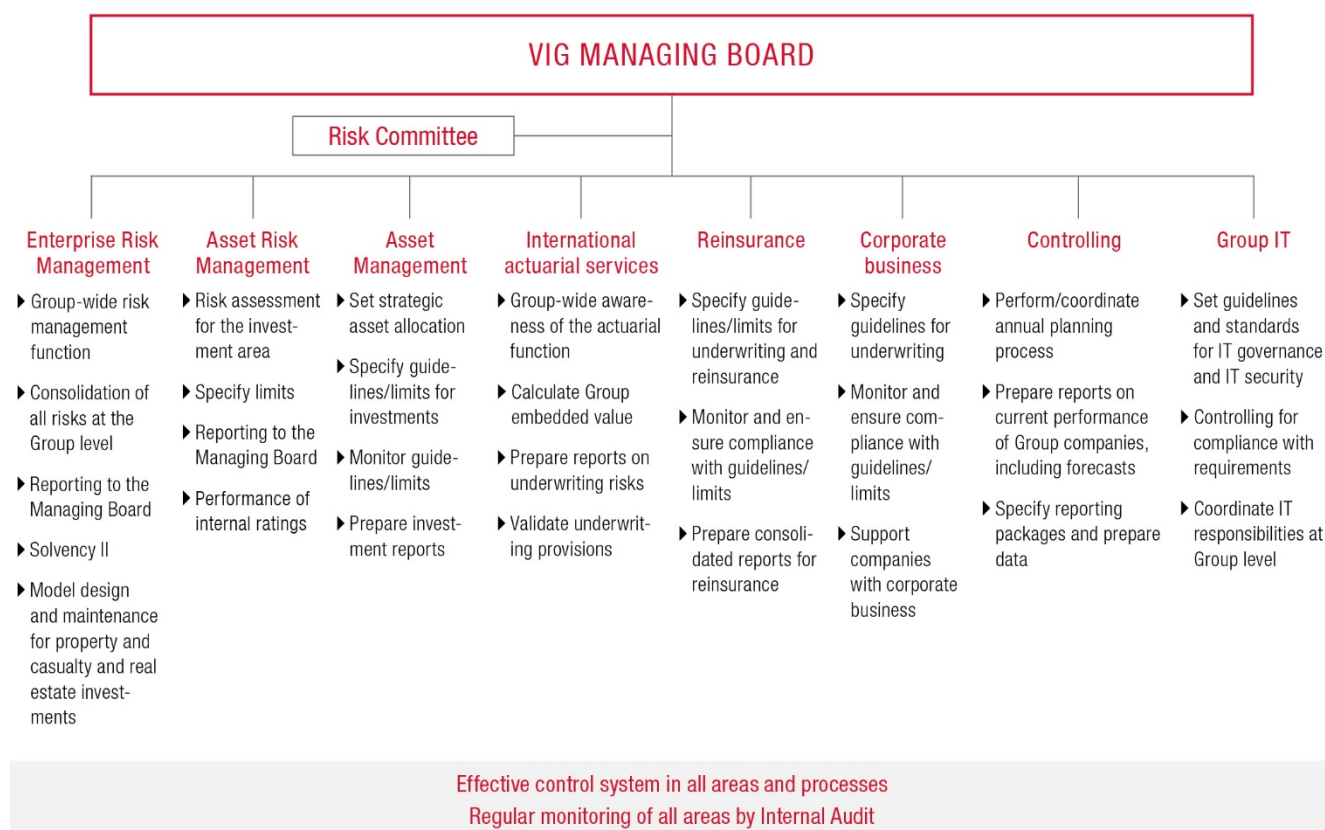 VIG MANAGING BOARD
Risk Committee
Enterprise Risk
Management
▶ Group-wide risk
management
function
▶ Consolidation of
all risks at the
Group level
▶ Reporting to the
Managing Board
▶ Solvency II
▶ Model design
and maintenance
for property and
casualty and real
estate invest-
ments
Asset Risk
Management
▶ Risk assessment
for the invest-
ment area
▶ Specify limits
▶ Reporting to the
Managing Board
▶ Performance of
internal ratings
Asset
Management
▶ Set strategic
asset allocation
▶ Specify guide-
lines/limits for
investments
▶ Monitor guide-
lines/limits
▶ Prepare invest-
ment reports
International
actuarial services
▶ Group-wide aware-
ness of the actuarial
function
▶ Calculate Group
embedded value
▶ Prepare reports on
underwriting risks
▶ Validate underwrit-
ing provisions
Reinsurance
▶ Specify guide-
lines/limits for
underwriting and
reinsurance
▶ Monitor and en-
sure compliance
with guidelines/
limits
▶ Prepare consoli-
dated reports for
reinsurance
Corporate
business
▶ Specify
guidelines for
underwriting
▶ Monitor and
ensure com-
pliance with
guidelines/
limits
▶ Support
companies
with corporate
business
Controlling
▶ Perform/coordinate
annual planning
process
▶ Prepare reports on
current performance
of Group companies,
including forecasts
▶ Specify reporting
packages and prepare
data
Group IT
▶ Set guidelines
and standards
for IT governance
and IT security
▶ Controlling for
compliance with
requirements
▶ Coordinate IT
responsibilities at
Group level
Effective control system in all areas and processes
Regular monitoring of all areas by Internal Audit